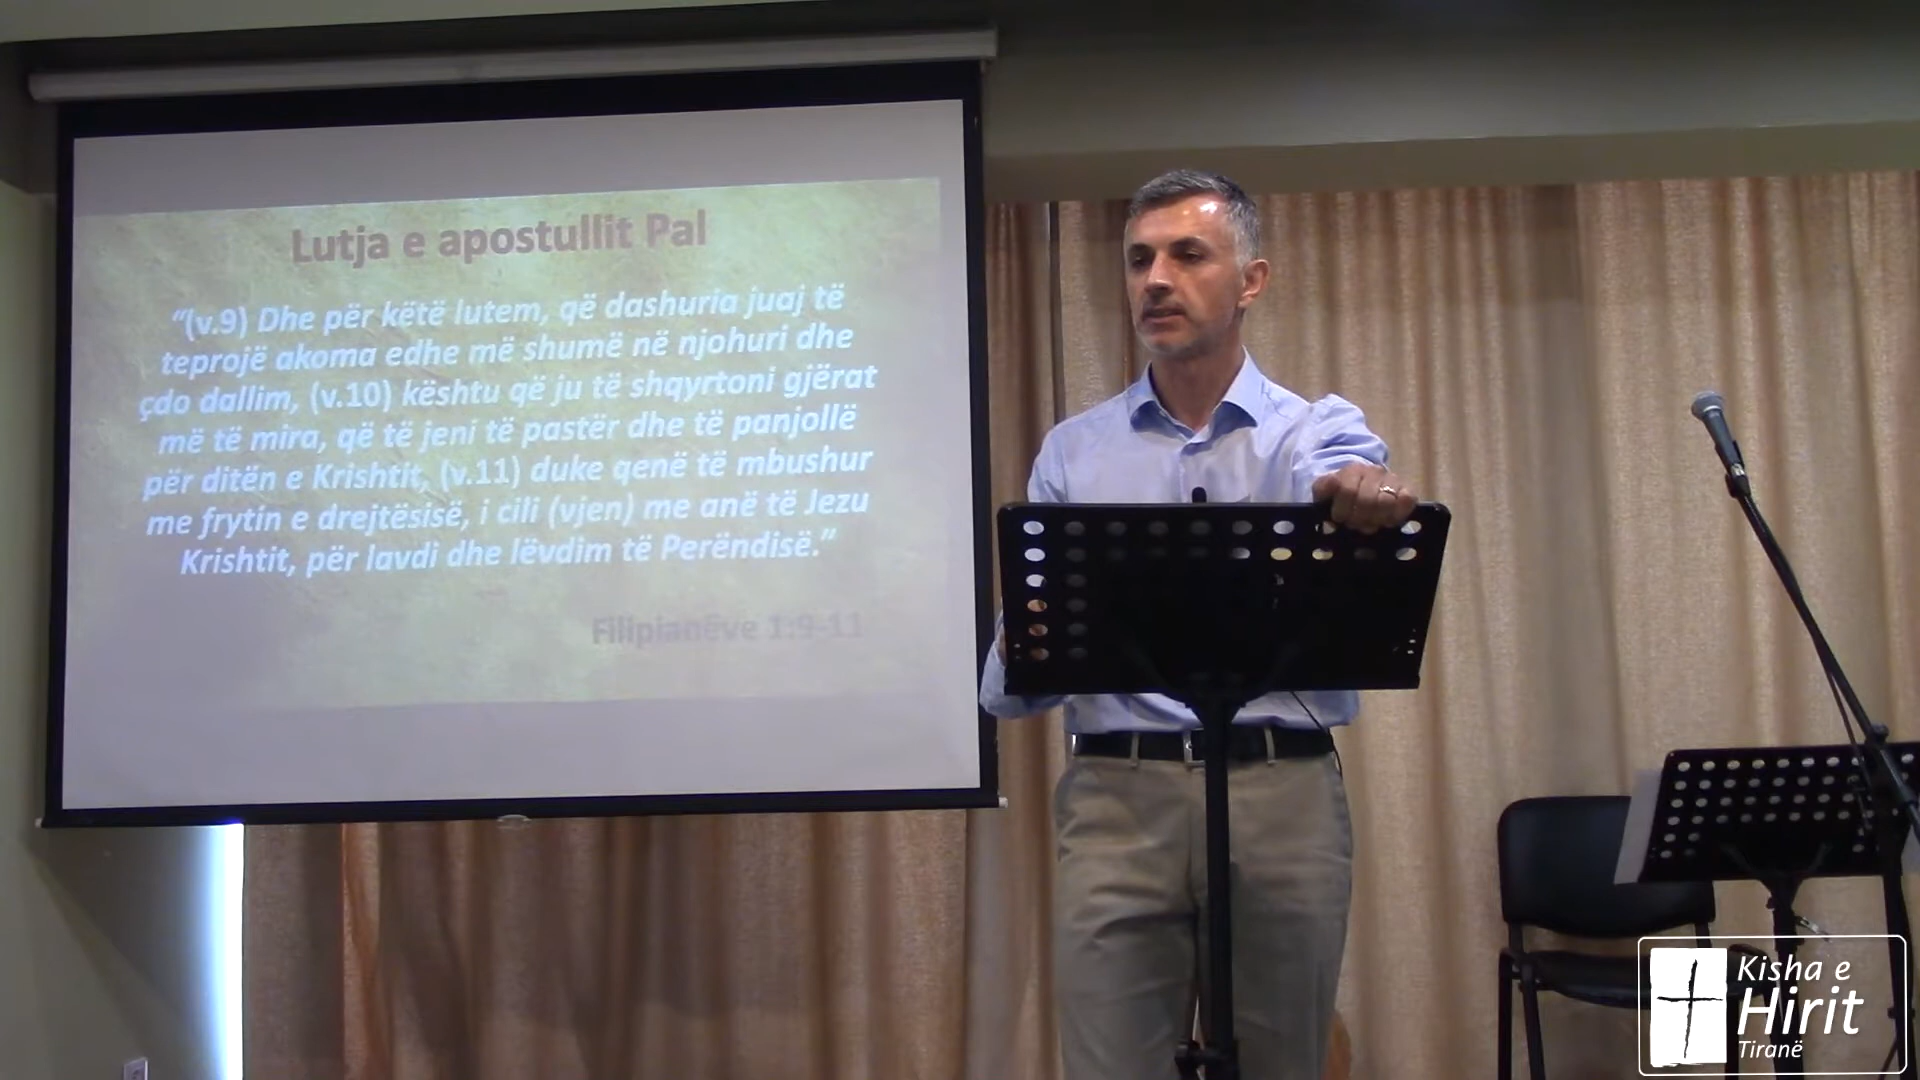 Lutja e apostullit Pal
“(v.9) Dhe për këtë lutem, që dashuria juaj të
teprojë akoma edhe më shumë në njohuri dhe
çdo dallim, (v.10) kështu që ju të shqyrtoni gjërat
më të mira, që të jeni të pastër dhe të panjollë
për ditën e Krishtit, (v.11) duke qenë të mbushur
me frytin e drejtësisë, i cili (vjen) me anë të Jezu
Krishtit, për lavdi dhe lëvdim të Perëndisë.”
Filipianëve 1:9-11
Kisha e
Hirit
Tiranë